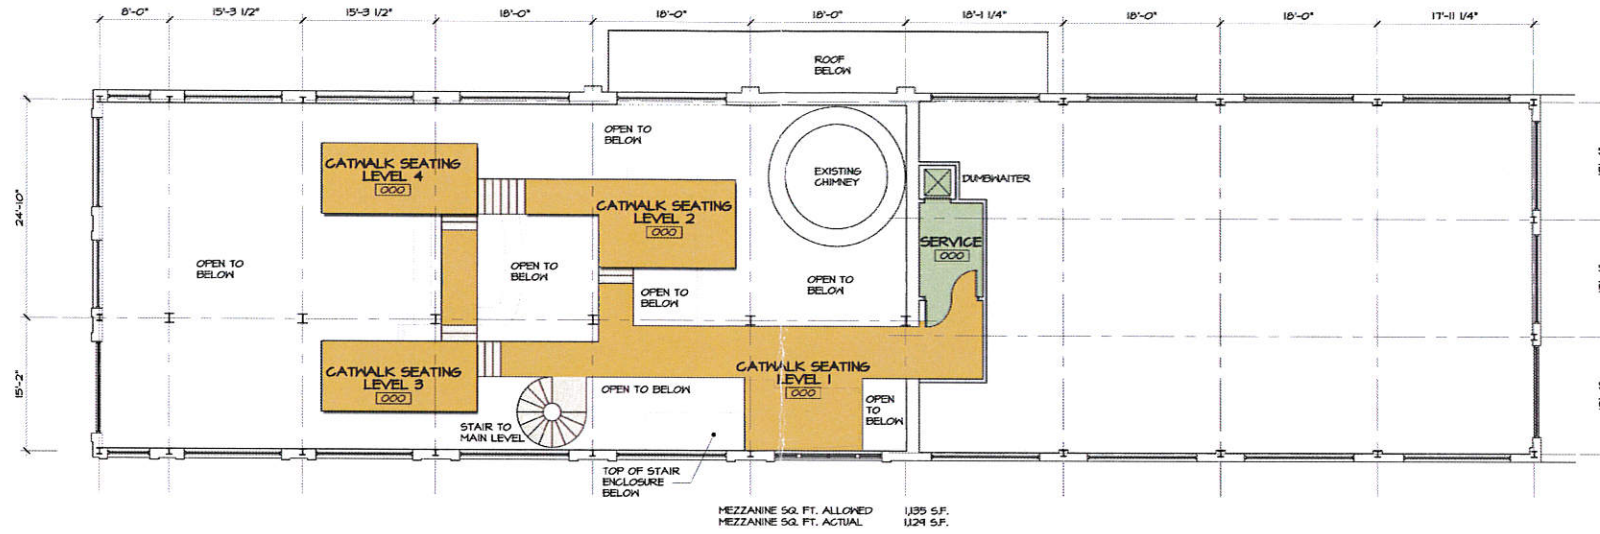 8'-0" 15'-3 1/2" 15'-3 1/2" 18'-0" 18'-0" 18'-0" 18'-1 1/4" 18'-0" 18'-0" 17'-11 1/4"
ROOF
BELOW
OPEN TO
BELOW
CATWALK SEATING
LEVEL 4
000
EXISTING
CHIMNEY
DUMBWAITER
24'-10"
CATWALK SEATING
LEVEL 2
000
SERVICE
000
OPEN TO
BELOW
OPEN TO
BELOW
OPEN TO
BELOW
OPEN TO
BELOW
15'-2"
CATWALK SEATING
LEVEL 3
000
CATWALK SEATING
LEVEL 1
000
OPEN TO BELOW
OPEN
TO
BELOW
STAIR TO
MAIN LEVEL
TOP OF STAIR
ENCLOSURE
BELOW
MEZZANINE SQ. FT. ALLOWED 1,135 S.F.
MEZZANINE SQ. FT. ACTUAL 1,129 S.F.